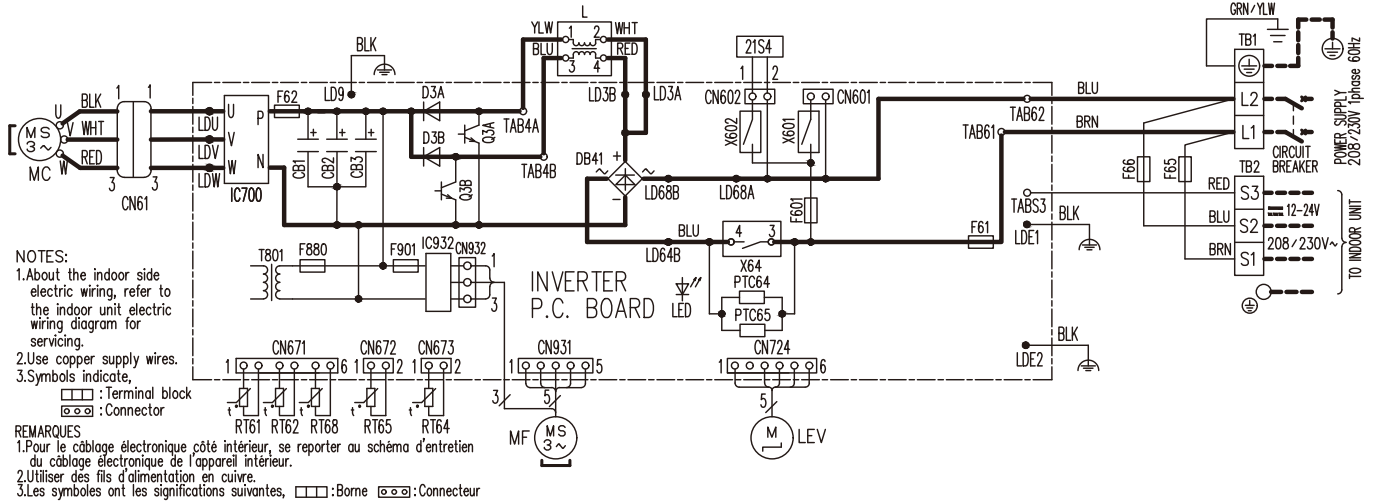 L
YLW 1 2 WHT
BLU 3 4 RED
BLK
21S4
1 2
GRN/YLW
TB1
L2
L1
POWER SUPPLY
208/230V 1phase 60Hz
CIRCUIT
BREAKER
U BLK 1 1
V WHT
W RED 3 3
MS
3~
MC
CN61
LDU U
LDV V
LDW W
P
N
IC700
F62
LD9
CB1
CB2
CB3
D3A
D3B
Q3A
Q3B
TAB4A
TAB4B
LD3B
LD3A
DB41
+
~ ~
−
CN602
CN601
X602
X601
LD68B
LD68A
F601
TAB62
TAB61
BLU
BRN
F66
F65
TB2
RED S3
BLU S2
BRN S1
12-24V
208/230V~
TO INDOOR UNIT
TABS3
LDE1
BLK
F61
BLU
LD64B
4 3
X64
PTC64
PTC65
LED
INVERTER
P.C. BOARD
T801
F880
F901
IC932
CN932
1
3
LDE2
BLK
CN671
1 6
CN672
1 2
CN673
1 2
CN931
1 5
CN724
1 6
t° t° t° t° t°
RT61 RT62 RT68 RT65 RT64
3
5
MF
MS
3~
5
M
LEV
NOTES:
1.About the indoor side
electric wiring, refer to
the indoor unit electric
wiring diagram for
servicing.
2.Use copper supply wires.
3.Symbols indicate,
:Terminal block
:Connector
REMARQUES
1.Pour le câblage électronique côté intérieur, se reporter au schéma d'entretien
du câblage électronique de l'appareil intérieur.
2.Utiliser des fils d'alimentation en cuivre.
3.Les symboles ont les significations suivantes, :Borne :Connecteur